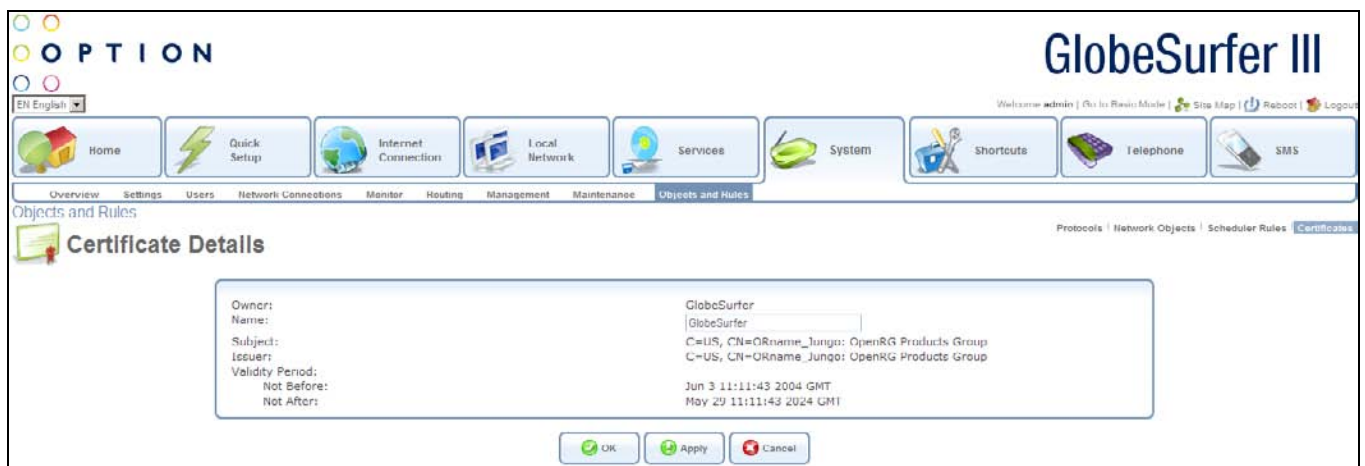 OPTION
GlobeSurfer III
EN English
Welcome admin | Go to Basic Mode | Site Map | Reboot | Logout
Home
Quick Setup
Internet Connection
Local Network
Services
System
Shortcuts
Telephone
SMS
Overview Settings Users Network Connections Monitor Routing Management Maintenance Objects and Rules
Objects and Rules
Protocols | Network Objects | Scheduler Rules | Certificates
Certificate Details
Owner: GlobeSurfer
Name: GlobeSurfer
Subject: C=US, CN=ORname_Jungo: OpenRG Products Group
Issuer: C=US, CN=ORname_Jungo: OpenRG Products Group
Validity Period:
Not Before: Jun 3 11:11:43 2004 GMT
Not After: May 29 11:11:43 2024 GMT
OK Apply Cancel